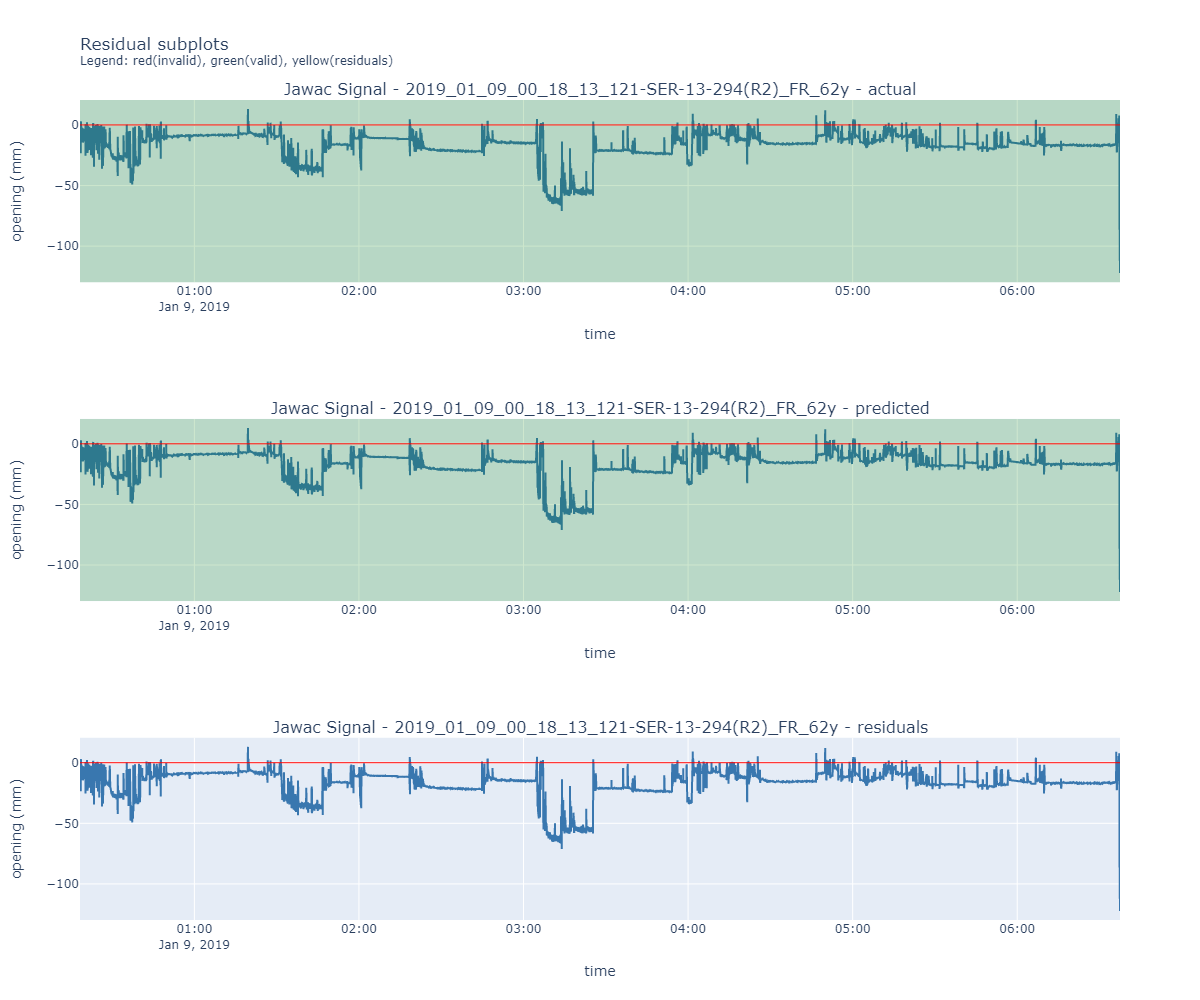 Residual subplots
Legend: red(invalid), green(valid), yellow(residuals)
Jawac Signal - 2019_01_09_00_18_13_121-SER-13-294(R2)_FR_62y - actual
0
−50
−100
opening (mm)
01:00
02:00
03:00
04:00
05:00
06:00
Jan 9, 2019
time
Jawac Signal - 2019_01_09_00_18_13_121-SER-13-294(R2)_FR_62y - predicted
0
−50
−100
opening (mm)
01:00
02:00
03:00
04:00
05:00
06:00
Jan 9, 2019
time
Jawac Signal - 2019_01_09_00_18_13_121-SER-13-294(R2)_FR_62y - residuals
0
−50
−100
opening (mm)
01:00
02:00
03:00
04:00
05:00
06:00
Jan 9, 2019
time